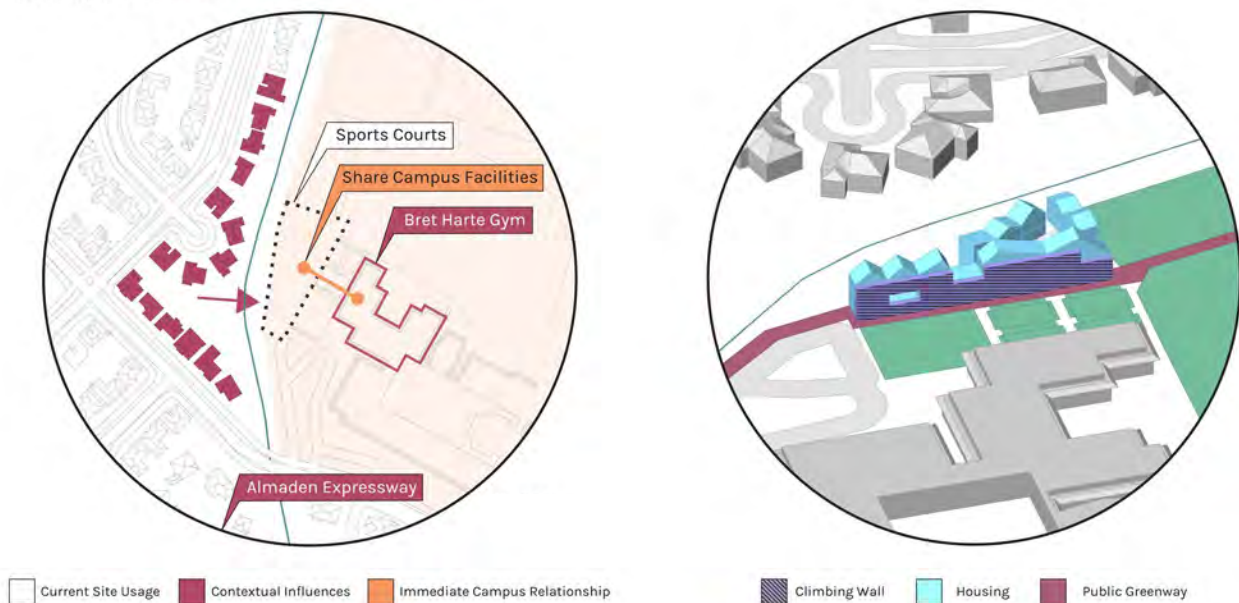 Sports Courts
Share Campus Facilities
Bret Harte Gym
Almaden Expressway
Current Site Usage
Contextual Influences
Immediate Campus Relationship
Climbing Wall
Housing
Public Greenway